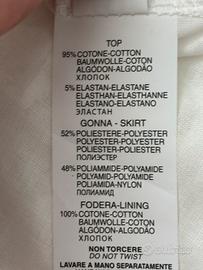 TOP
95% COTONE-COTTON
BAUMWOLLE-COTON
ALGODÓN-ALGODÃO
ХЛОПОК
5% ELASTAN-ELASTANE
ELASTHAN-ELASTHANNE
ELASTANO-ELASTANO
ЭЛАСТАН
GONNA - SKIRT
52% POLIESTERE-POLYESTER
POLYESTER-POLYESTER
POLIESTER-POLIÉSTER
ПОЛИЭСТЕР
48% POLIAMMIDE-POLYAMIDE
POLYAMID-POLYAMIDE
POLIAMIDA-NYLON
ПОЛИАМИД
FODERA-LINING
100% COTONE-COTTON
BAUMWOLLE-COTON
ALGODÓN-ALGODÃO
ХЛОПОК
NON TORCERE
DO NOT TWIST
LAVARE A MANO SEPARATAMENTE